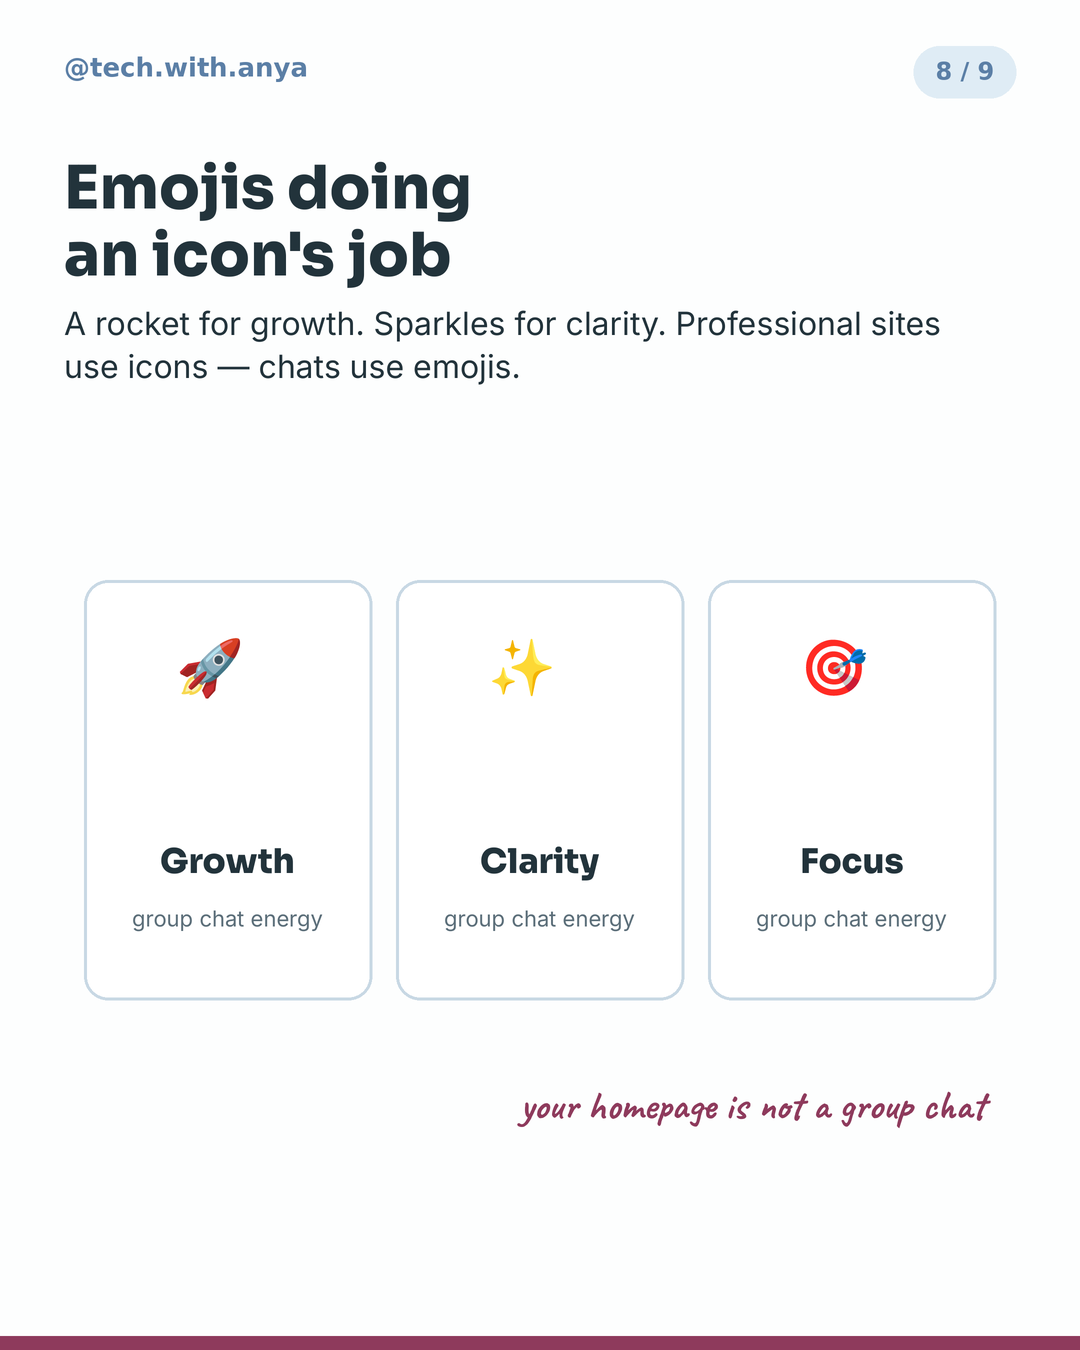 @tech.with.anya
8 / 9
Emojis doing
an icon's job
A rocket for growth. Sparkles for clarity. Professional sites
use icons — chats use emojis.
Growth
group chat energy
Clarity
group chat energy
Focus
group chat energy
your homepage is not a group chat